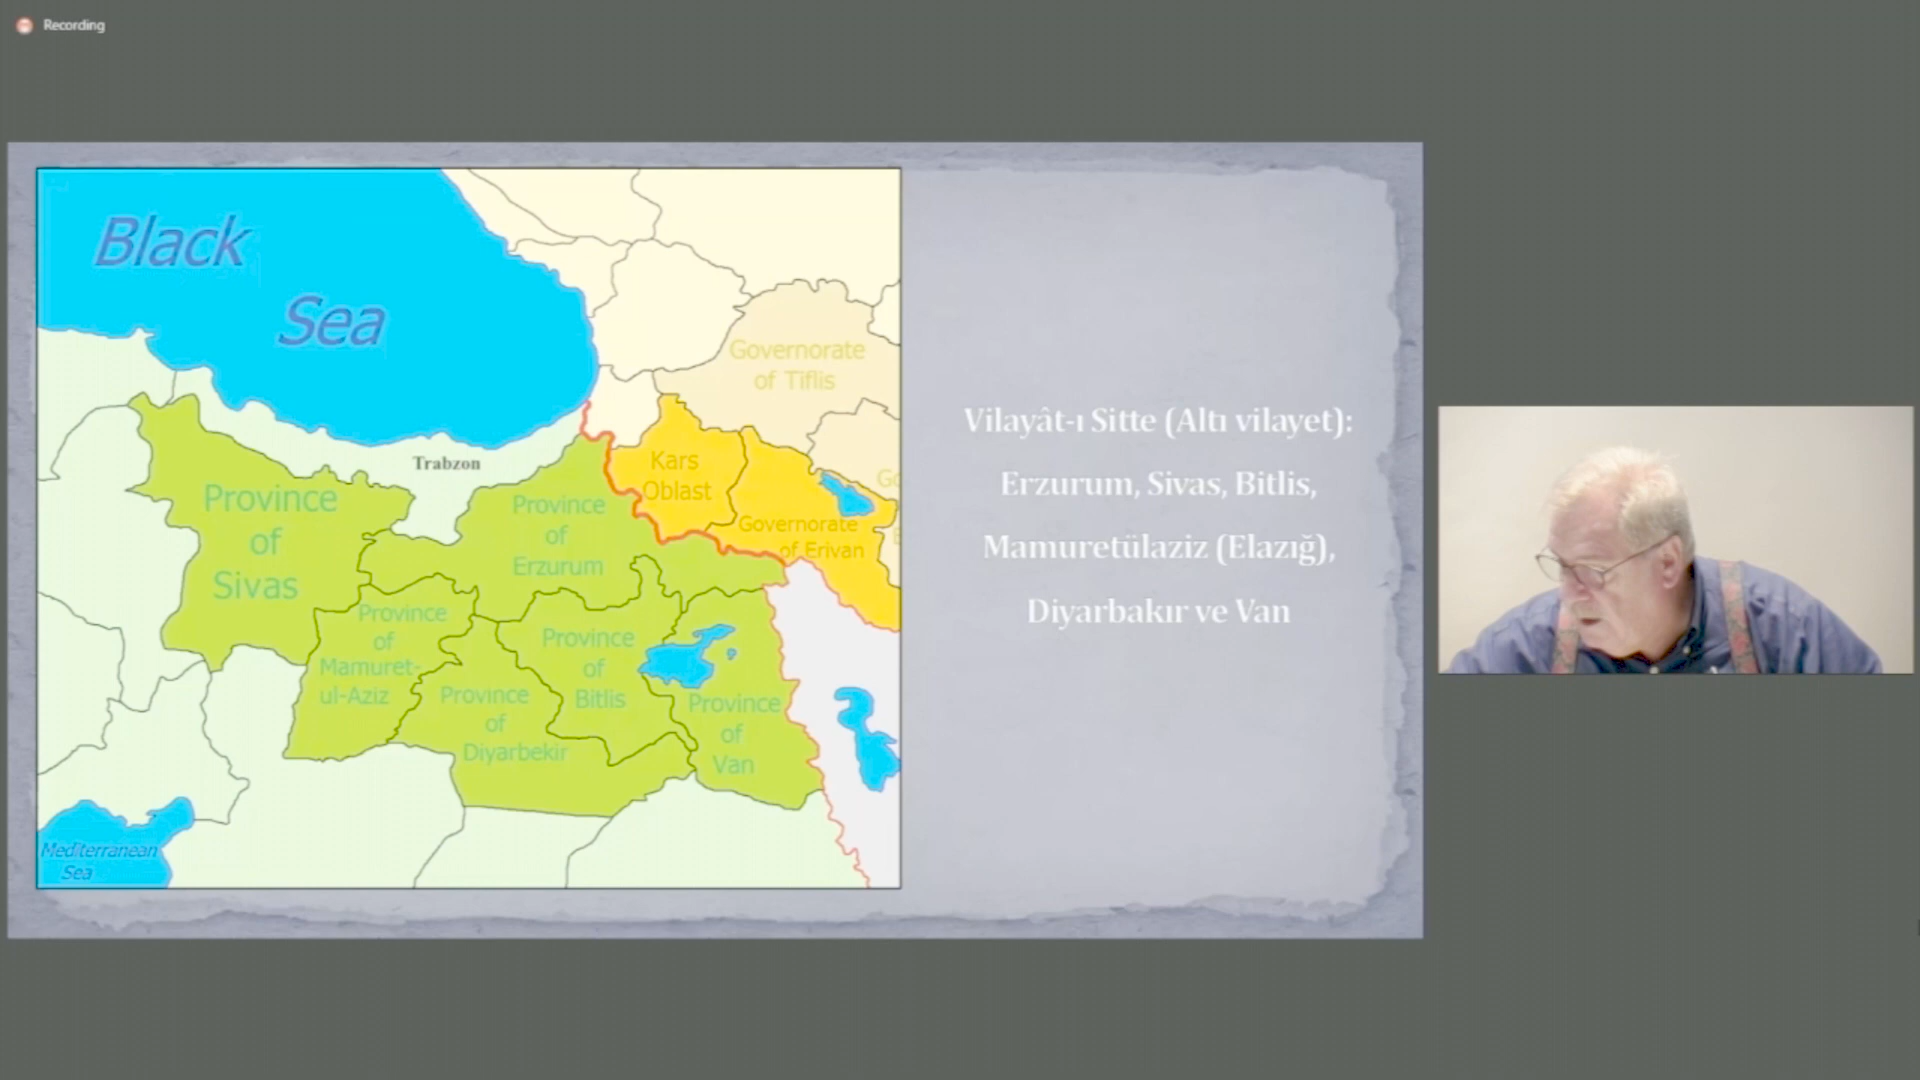 Recording
Black
Sea
Governorate
of Tiflis
Trabzon
Kars
Oblast
Province
of
Sivas
Province
of
Erzurum
Governorate
of Erivan
Province
of
Mamuret-
ul-Aziz
Province
of
Bitlis
Province
of
Diyarbekir
Province
of
Van
Mediterranean
Sea
Vilayât-ı Sitte (Altı vilayet):
Erzurum, Sivas, Bitlis,
Mamuretülaziz (Elazığ),
Diyarbakır ve Van